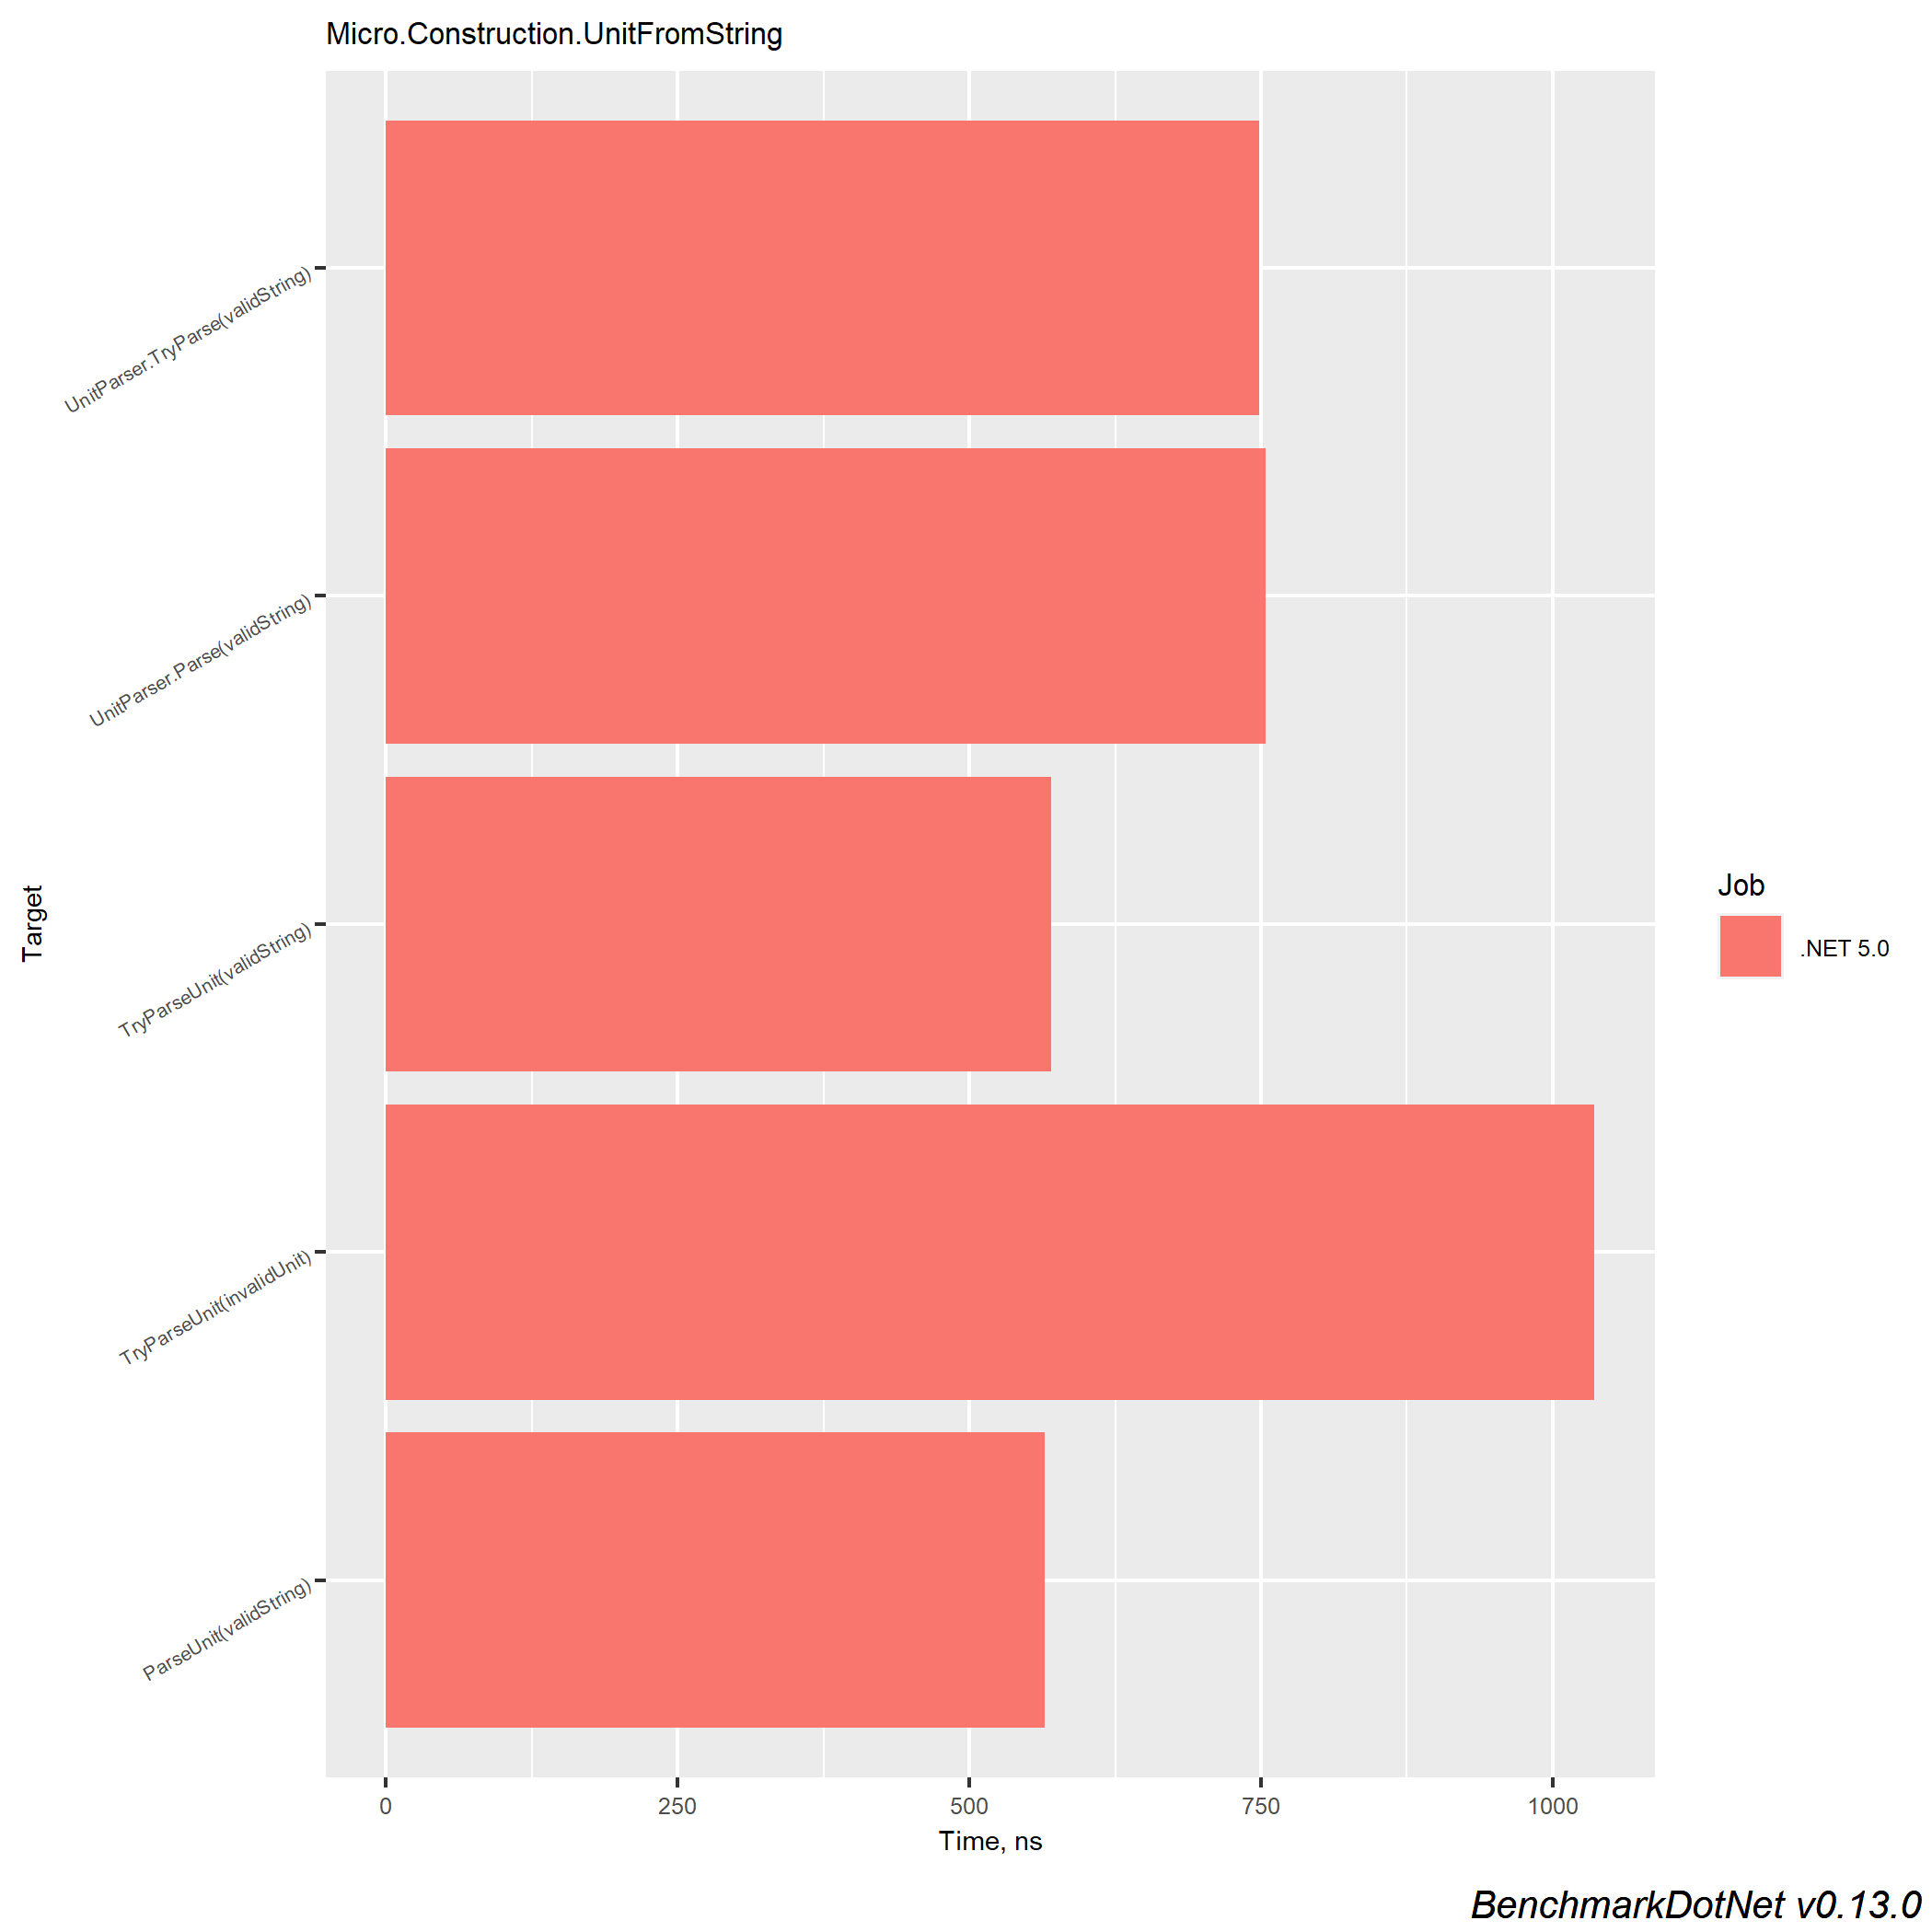 Micro.Construction.UnitFromString
UnitParser.TryParse(validString)
UnitParser.Parse(validString)
TryParseUnit(validString)
TryParseUnit(invalidUnit)
ParseUnit(validString)
Target
0 250 500 750 1000
Time, ns
Job
.NET 5.0
BenchmarkDotNet v0.13.0